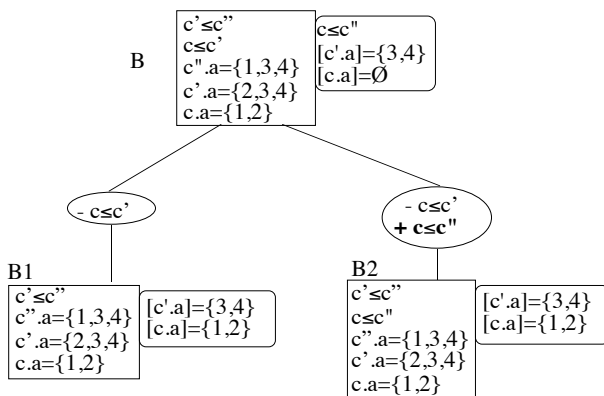 B
c'≤c”
c≤c’
c".a={1,3,4}
c’.a={2,3,4}
c.a={1,2}
c≤c"
[c'.a]={3,4}
[c.a]=Ø
- c≤c’
- c≤c’
+ c≤c"
B1
c’≤c”
c”.a={1,3,4}
c’.a={2,3,4}
c.a={1,2}
[c’.a]={3,4}
[c.a]={1,2}
B2
c’≤c”
c≤c"
c”.a={1,3,4}
c’.a={2,3,4}
c.a={1,2}
[c’.a]={3,4}
[c.a]={1,2}